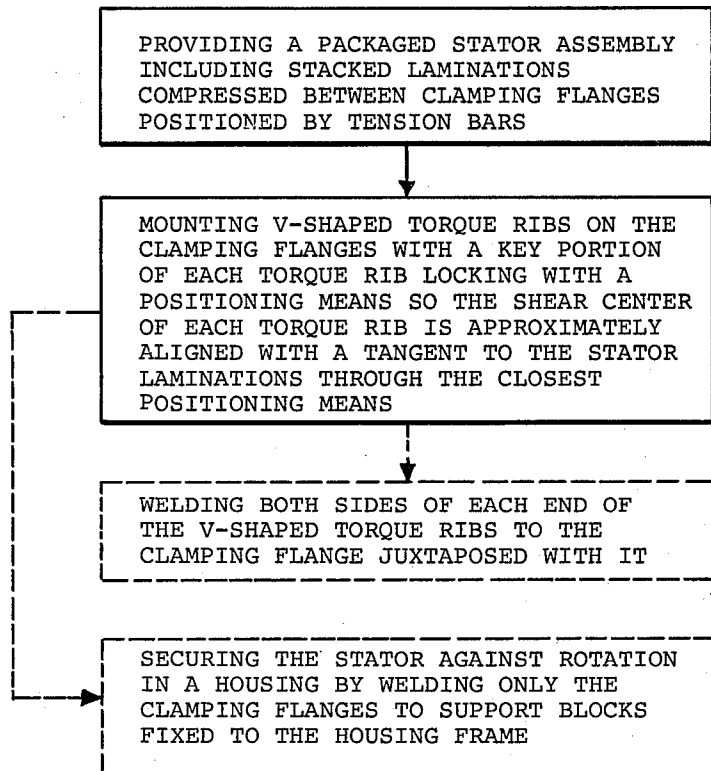 PROVIDING A PACKAGED STATOR ASSEMBLY
INCLUDING STACKED LAMINATIONS
COMPRESSED BETWEEN CLAMPING FLANGES
POSITIONED BY TENSION BARS
MOUNTING V-SHAPED TORQUE RIBS ON THE
CLAMPING FLANGES WITH A KEY PORTION
OF EACH TORQUE RIB LOCKING WITH A
POSITIONING MEANS SO THE SHEAR CENTER
OF EACH TORQUE RIB IS APPROXIMATELY
ALIGNED WITH A TANGENT TO THE STATOR
LAMINATIONS THROUGH THE CLOSEST
POSITIONING MEANS
WELDING BOTH SIDES OF EACH END OF
THE V-SHAPED TORQUE RIBS TO THE
CLAMPING FLANGE JUXTAPOSED WITH IT
SECURING THE STATOR AGAINST ROTATION
IN A HOUSING BY WELDING ONLY THE
CLAMPING FLANGES TO SUPPORT BLOCKS
FIXED TO THE HOUSING FRAME